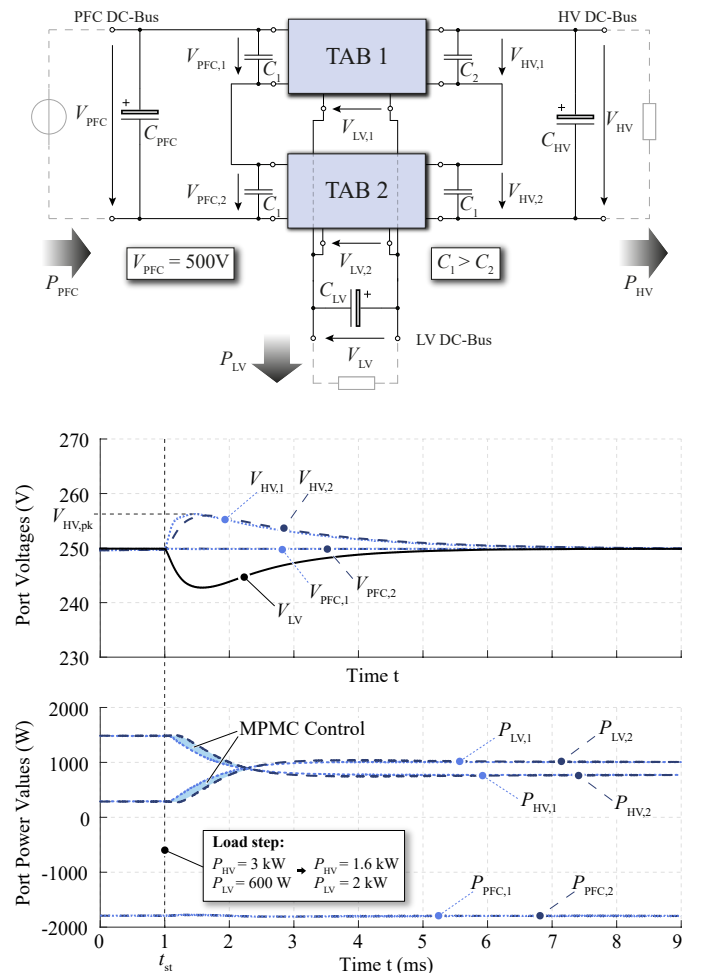 PFC DC-Bus
HV DC-Bus
TAB 1
V_PFC,1
C_1
C_2
V_HV,1
+
V_PFC
C_PFC
V_LV,1
+
C_HV
V_HV
TAB 2
V_PFC,2
C_1
C_1
V_HV,2
V_LV,2
V_PFC = 500V
C_1 > C_2
P_PFC
P_HV
C_LV
+
P_LV
V_LV
LV DC-Bus
Port Voltages (V)
270
260
250
240
230
V_HV,pk
V_HV,1
V_HV,2
V_PFC,1
V_PFC,2
V_LV
Time t
Port Power Values (W)
2000
1000
0
-1000
-2000
MPMC Control
P_LV,1
P_LV,2
P_HV,1
P_HV,2
Load step:
P_HV = 3 kW ➡ P_HV = 1.6 kW
P_LV = 600 W P_LV = 2 kW
P_PFC,1
P_PFC,2
0 1 2 3 4 5 6 7 8 9
t_st
Time t (ms)